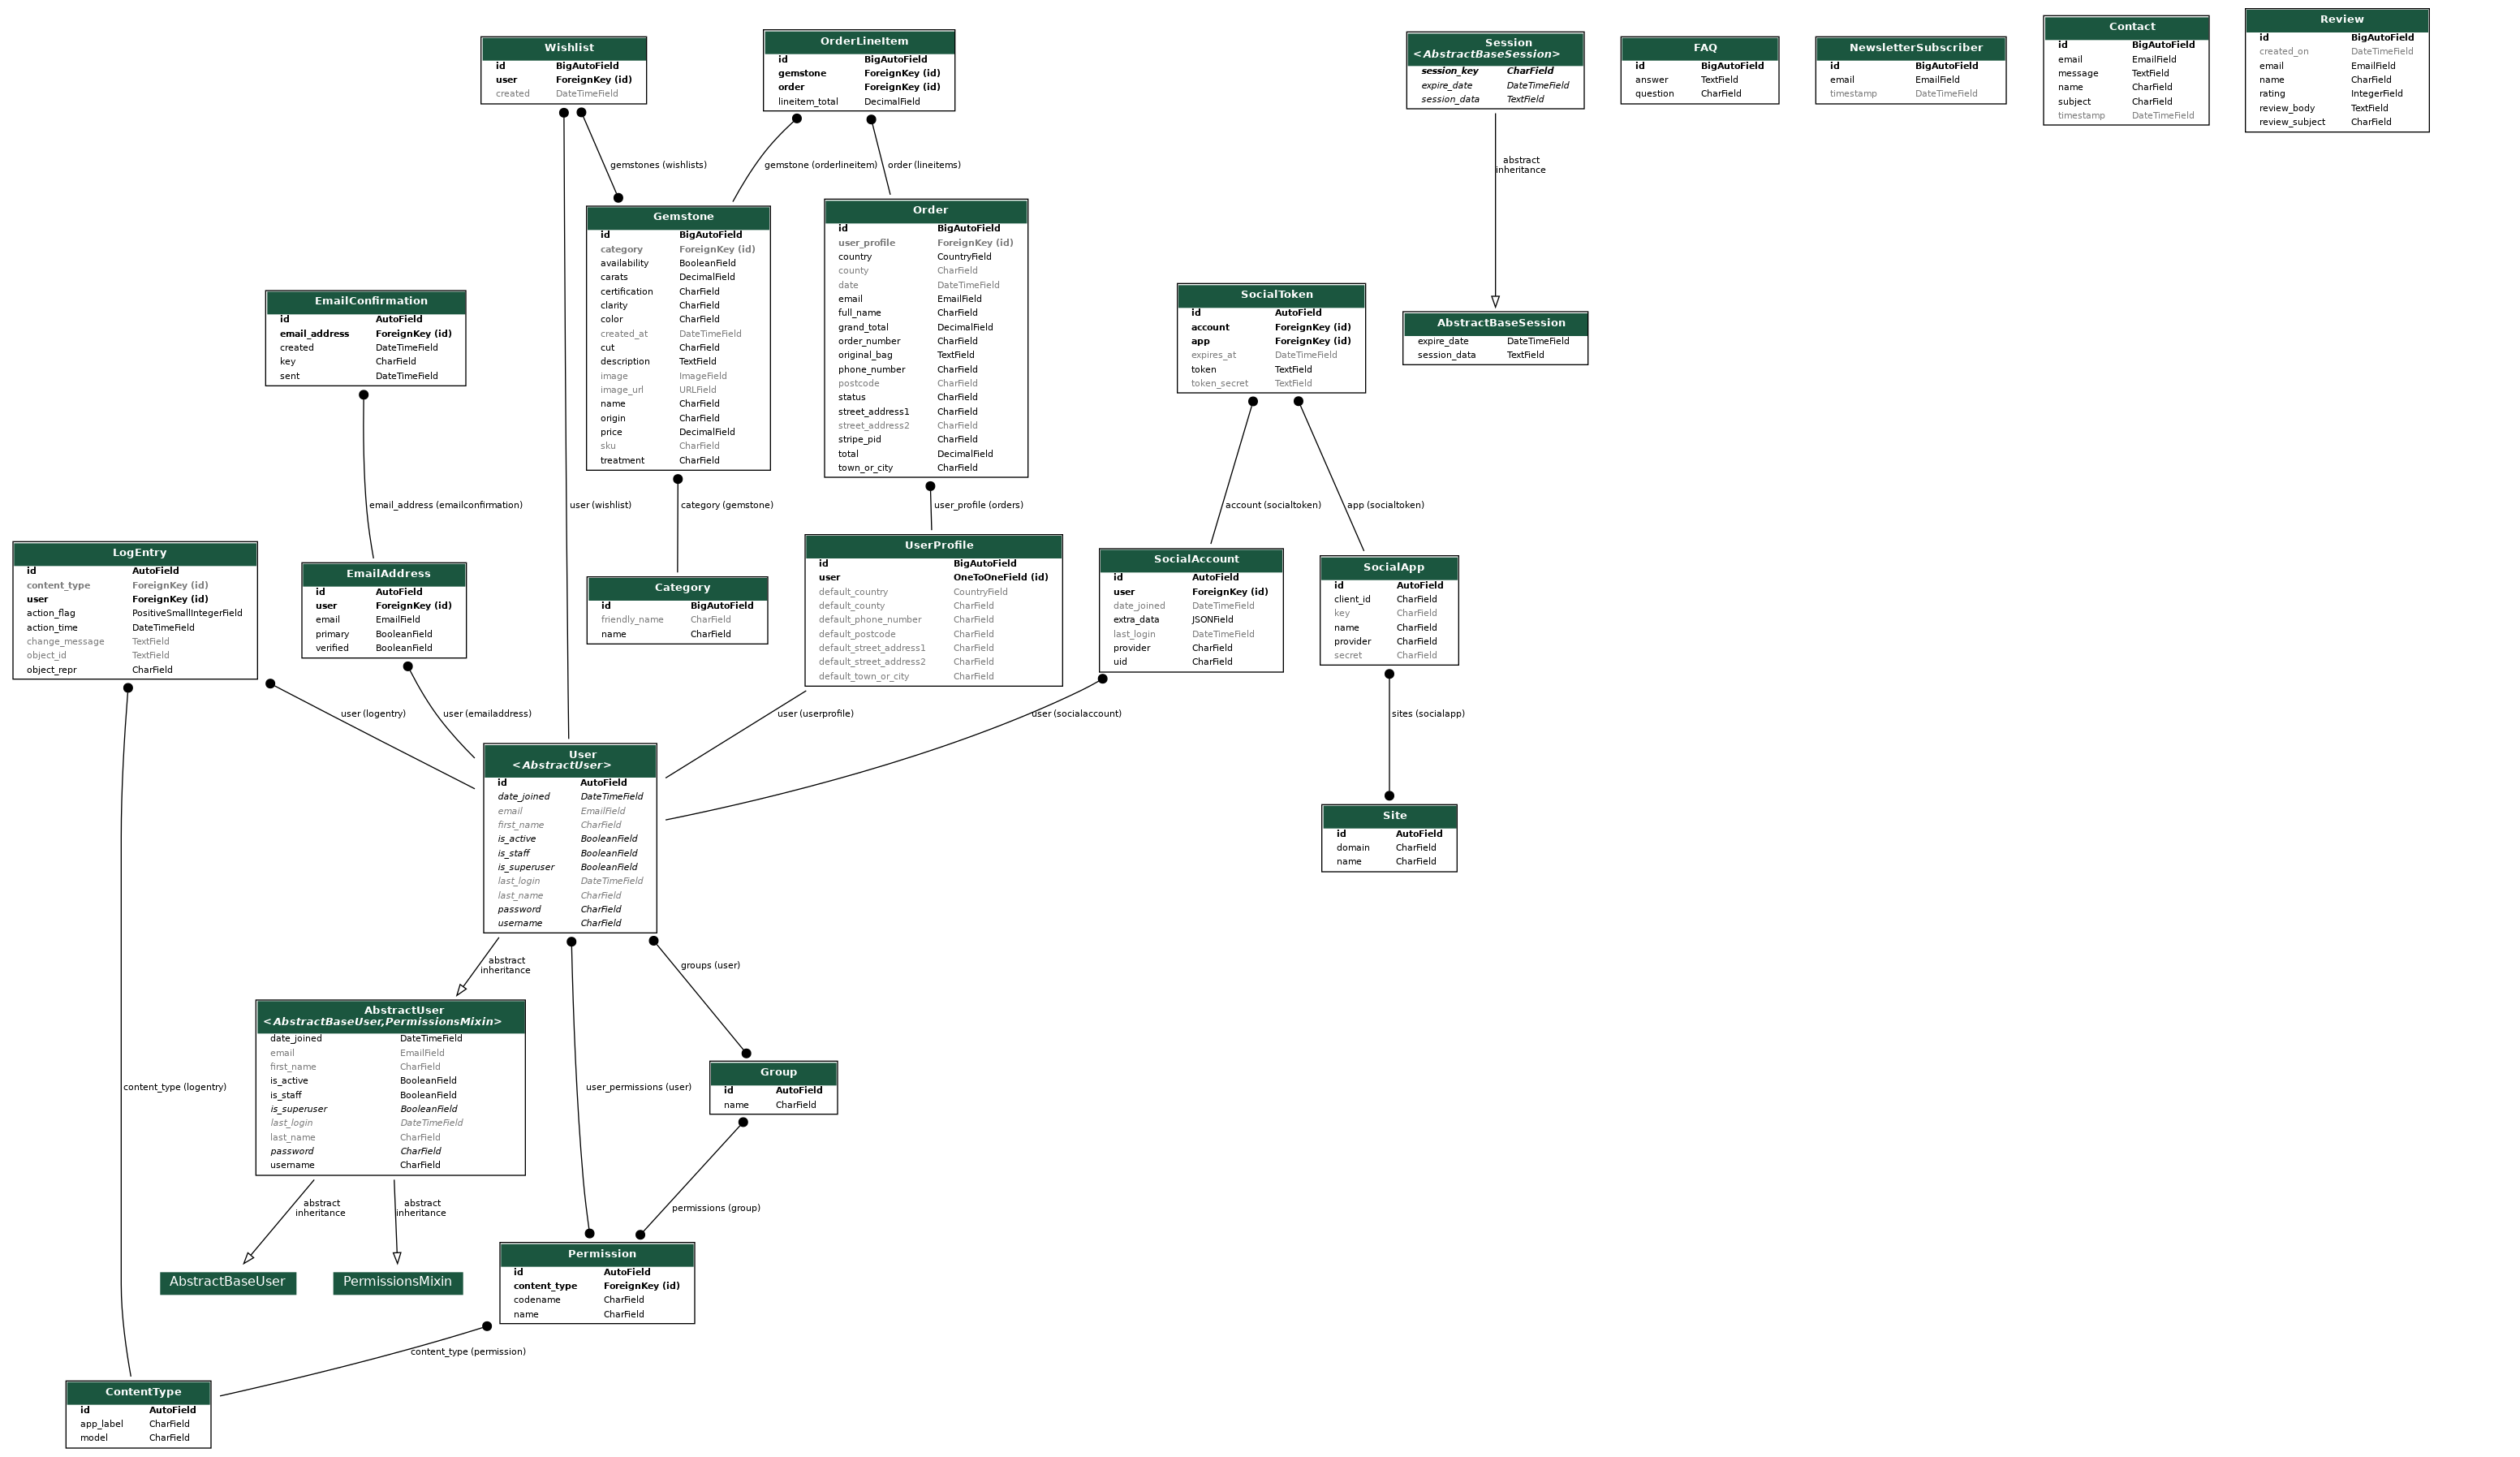 Wishlist
id BigAutoField
user ForeignKey (id)
created DateTimeField
OrderLineItem
id BigAutoField
gemstone ForeignKey (id)
order ForeignKey (id)
lineitem_total DecimalField
Session
<AbstractBaseSession>
session_key CharField
expire_date DateTimeField
session_data TextField
FAQ
id BigAutoField
answer TextField
question CharField
NewsletterSubscriber
id BigAutoField
email EmailField
timestamp DateTimeField
Contact
id BigAutoField
email EmailField
message TextField
name CharField
subject CharField
timestamp DateTimeField
Review
id BigAutoField
created_on DateTimeField
email EmailField
name CharField
rating IntegerField
review_body TextField
review_subject CharField
gemstones (wishlists)
gemstone (orderlineitem)
order (lineitems)
abstract
inheritance
Gemstone
id BigAutoField
category ForeignKey (id)
availability BooleanField
carats DecimalField
certification CharField
clarity CharField
color CharField
created_at DateTimeField
cut CharField
description TextField
image ImageField
image_url URLField
name CharField
origin CharField
price DecimalField
sku CharField
treatment CharField
Order
id BigAutoField
user_profile ForeignKey (id)
country CountryField
county CharField
date DateTimeField
email EmailField
full_name CharField
grand_total DecimalField
order_number CharField
original_bag TextField
phone_number CharField
postcode CharField
status CharField
street_address1 CharField
street_address2 CharField
stripe_pid CharField
total DecimalField
town_or_city CharField
EmailConfirmation
id AutoField
email_address ForeignKey (id)
created DateTimeField
key CharField
sent DateTimeField
SocialToken
id AutoField
account ForeignKey (id)
app ForeignKey (id)
expires_at DateTimeField
token TextField
token_secret TextField
AbstractBaseSession
expire_date DateTimeField
session_data TextField
email_address (emailconfirmation)
user (wishlist)
category (gemstone)
user_profile (orders)
account (socialtoken)
app (socialtoken)
LogEntry
id AutoField
content_type ForeignKey (id)
user ForeignKey (id)
action_flag PositiveSmallIntegerField
action_time DateTimeField
change_message TextField
object_id TextField
object_repr CharField
EmailAddress
id AutoField
user ForeignKey (id)
email EmailField
primary BooleanField
verified BooleanField
Category
id BigAutoField
friendly_name CharField
name CharField
UserProfile
id BigAutoField
user OneToOneField (id)
default_country CountryField
default_county CharField
default_phone_number CharField
default_postcode CharField
default_street_address1 CharField
default_street_address2 CharField
default_town_or_city CharField
SocialAccount
id AutoField
user ForeignKey (id)
date_joined DateTimeField
extra_data JSONField
last_login DateTimeField
provider CharField
uid CharField
SocialApp
id AutoField
client_id CharField
key CharField
name CharField
provider CharField
secret CharField
user (logentry)
user (emailaddress)
user (userprofile)
user (socialaccount)
sites (socialapp)
User
<AbstractUser>
id AutoField
date_joined DateTimeField
email EmailField
first_name CharField
is_active BooleanField
is_staff BooleanField
is_superuser BooleanField
last_login DateTimeField
last_name CharField
password CharField
username CharField
Site
id AutoField
domain CharField
name CharField
abstract
inheritance
groups (user)
AbstractUser
<AbstractBaseUser,PermissionsMixin>
date_joined DateTimeField
email EmailField
first_name CharField
is_active BooleanField
is_staff BooleanField
is_superuser BooleanField
last_login DateTimeField
last_name CharField
password CharField
username CharField
content_type (logentry)
user_permissions (user)
Group
id AutoField
name CharField
abstract
inheritance
abstract
inheritance
permissions (group)
AbstractBaseUser
PermissionsMixin
Permission
id AutoField
content_type ForeignKey (id)
codename CharField
name CharField
content_type (permission)
ContentType
id AutoField
app_label CharField
model CharField